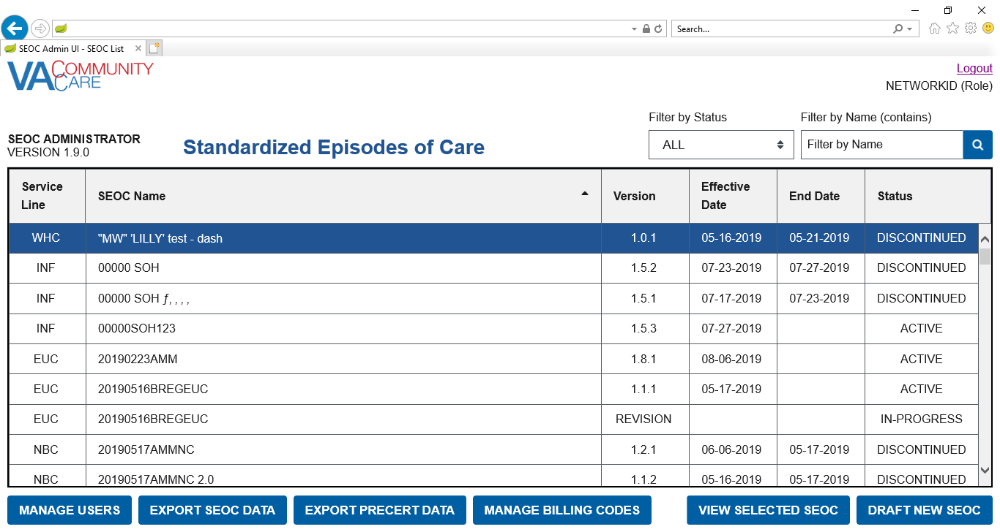 Search...
SEOC Admin UI - SEOC List
VA COMMUNITY CARE
Logout
NETWORKID (Role)
Filter by Status
Filter by Name (contains)
SEOC ADMINISTRATOR
VERSION 1.9.0
Standardized Episodes of Care
ALL
Filter by Name
Service Line SEOC Name Version Effective Date End Date Status
WHC "MW" 'LILLY' test - dash 1.0.1 05-16-2019 05-21-2019 DISCONTINUED
INF 00000 SOH 1.5.2 07-23-2019 07-27-2019 DISCONTINUED
INF 00000 SOH ƒ, , , , 1.5.1 07-17-2019 07-23-2019 DISCONTINUED
INF 00000SOH123 1.5.3 07-27-2019 ACTIVE
EUC 20190223AMM 1.8.1 08-06-2019 ACTIVE
EUC 20190516BREGEUC 1.1.1 05-17-2019 ACTIVE
EUC 20190516BREGEUC REVISION IN-PROGRESS
NBC 20190517AMMNC 1.2.1 06-06-2019 05-17-2019 DISCONTINUED
NBC 20190517AMMNC 2.0 1.1.2 05-16-2019 05-17-2019 DISCONTINUED
MANAGE USERS EXPORT SEOC DATA EXPORT PRECERT DATA MANAGE BILLING CODES VIEW SELECTED SEOC DRAFT NEW SEOC